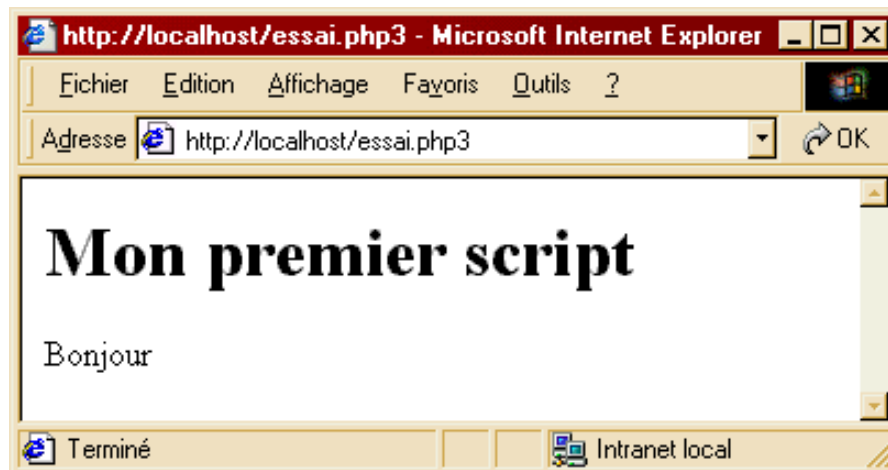 http://localhost/essai.php3 - Microsoft Internet Explorer
Fichier Edition Affichage Favoris Outils ?
Adresse http://localhost/essai.php3 OK
Mon premier script
Bonjour
Terminé Intranet local